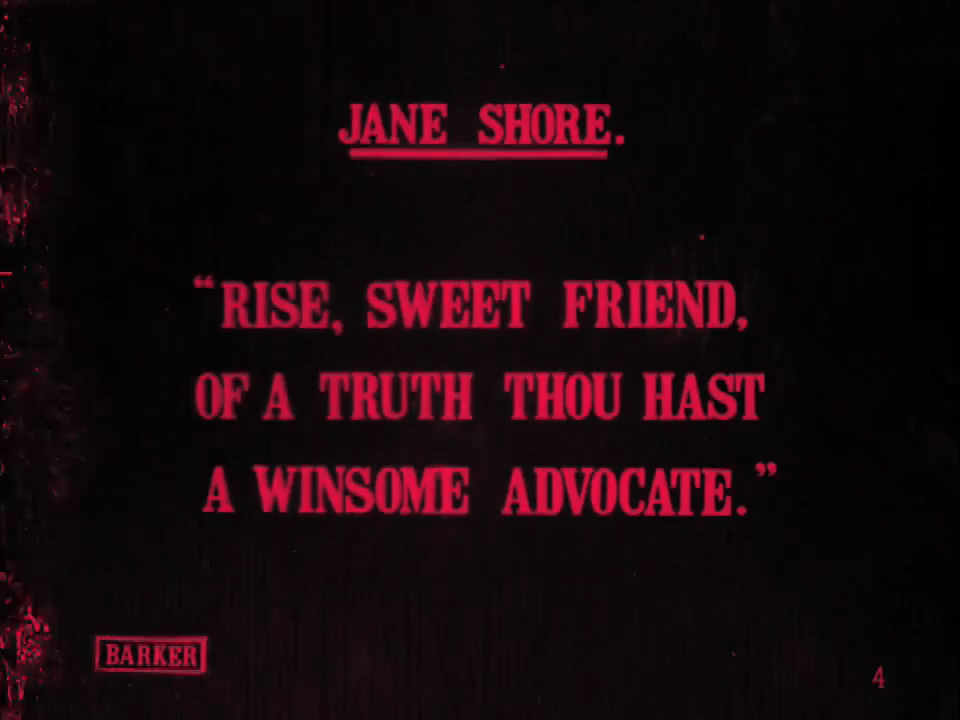 JANE SHORE.
“RISE, SWEET FRIEND,
OF A TRUTH THOU HAST
A WINSOME ADVOCATE.”
BARKER
4